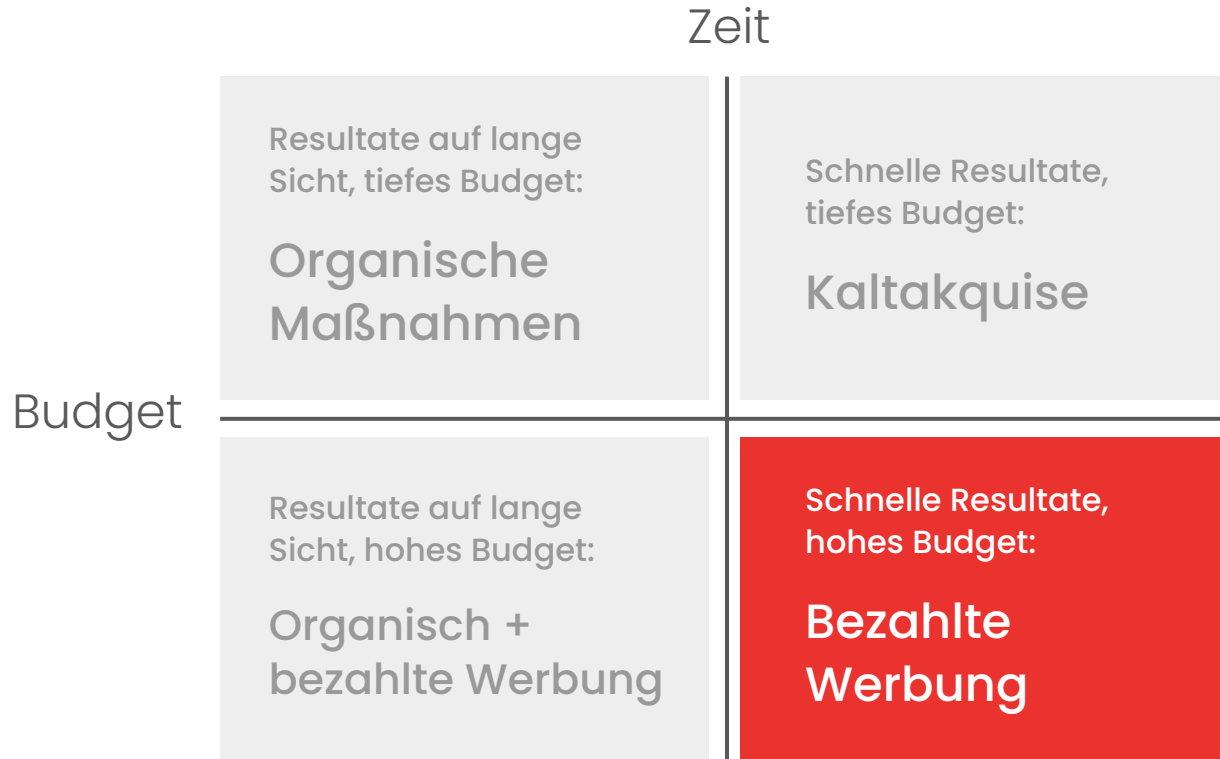 Zeit
Resultate auf lange
Sicht, tiefes Budget:
Organische
Maßnahmen
Schnelle Resultate,
tiefes Budget:
Kaltakquise
Budget
Resultate auf lange
Sicht, hohes Budget:
Organisch +
bezahlte Werbung
Schnelle Resultate,
hohes Budget:
Bezahlte
Werbung